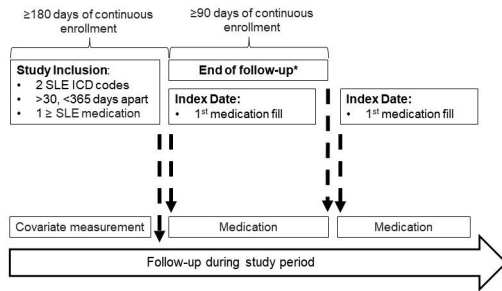 ≥180 days of continuous
enrollment
≥90 days of continuous
enrollment
Study Inclusion:
• 2 SLE ICD codes
• >30, <365 days apart
• 1 ≥ SLE medication
End of follow-up*
Index Date:
• 1st medication fill
Index Date:
• 1st medication fill
Covariate measurement
Medication
Medication
Follow-up during study period